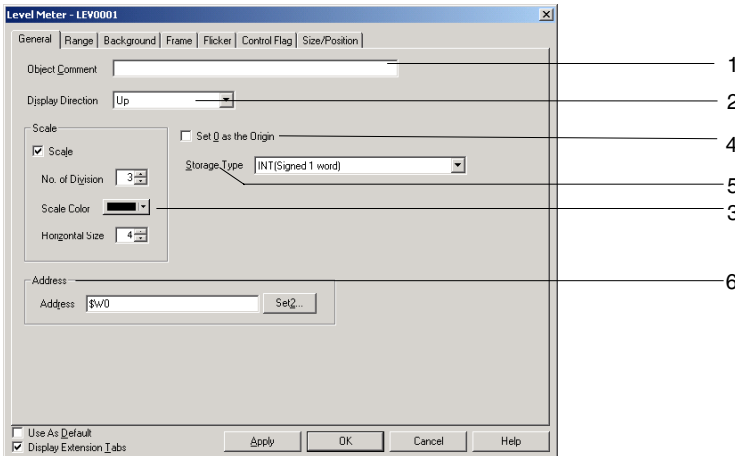 Level Meter - LEV0001
General Range Background Frame Flicker Control Flag Size/Position
Object Comment
1
Display Direction Up
2
Scale
Set 0 as the Origin
4
Scale
Storage Type INT(Signed 1 word)
No. of Division 3
5
Scale Color
3
Horizontal Size 4
Address
6
Address $W0 Set2...
Use As Default
Display Extension Tabs
Apply OK Cancel Help